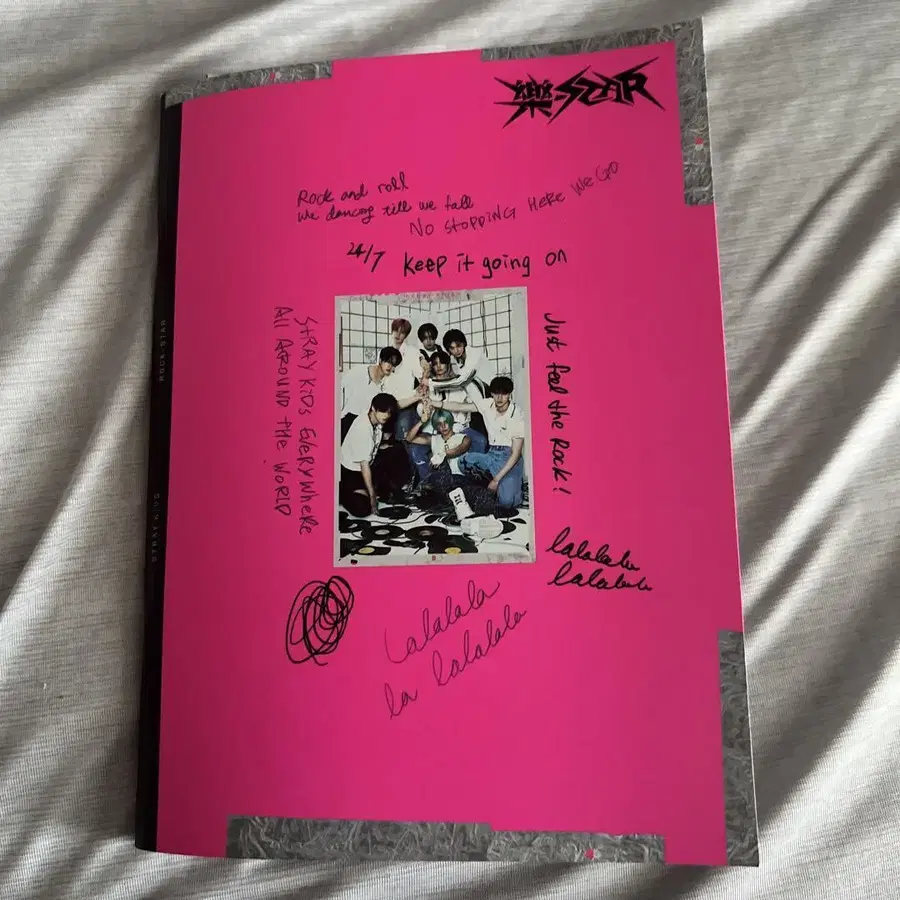 樂-STAR
Rock and roll
We dancing till we fall
No stopping Here We Go
24/7 keep it going on
STRAY KiDS EVERYWHERE
All AROUND tHE WORLD
Just feel the Rock!
lalalala
lalalala
Lalalala
la lalalala
ROCK-STAR
STRAY KIDS